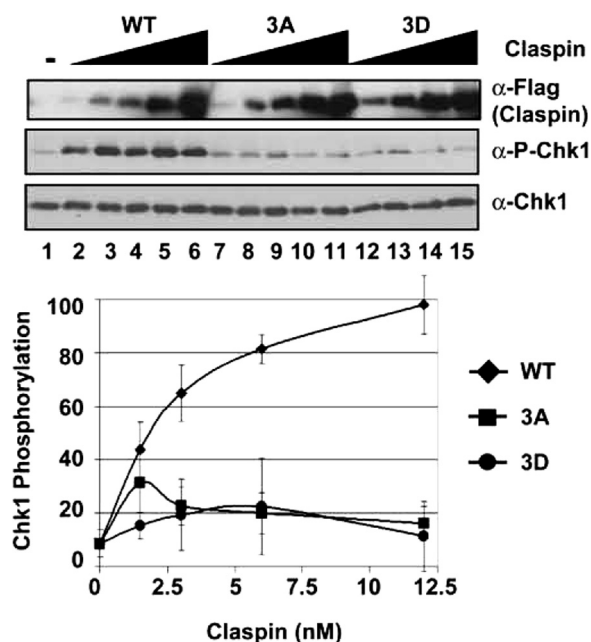 WT 3A 3D
- Claspin
α-Flag
(Claspin)
α-P-Chk1
α-Chk1
1 2 3 4 5 6 7 8 9 10 11 12 13 14 15
100
80
60
40
20
0
Chk1 Phosphorylation
WT
3A
3D
0 2.5 5 7.5 10 12.5
Claspin (nM)